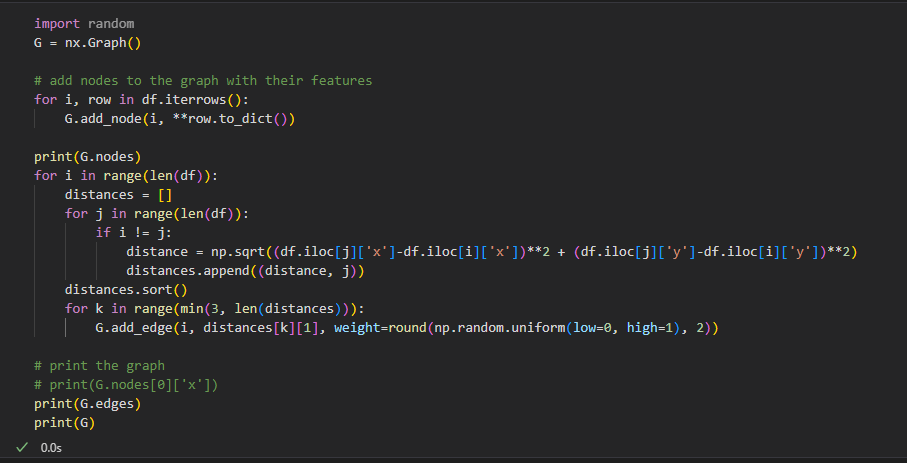 import random
G = nx.Graph()
# add nodes to the graph with their features
for i, row in df.iterrows():
    G.add_node(i, **row.to_dict())
print(G.nodes)
for i in range(len(df)):
    distances = []
    for j in range(len(df)):
        if i != j:
            distance = np.sqrt((df.iloc[j]['x']-df.iloc[i]['x'])**2 + (df.iloc[j]['y']-df.iloc[i]['y'])**2)
            distances.append((distance, j))
    distances.sort()
    for k in range(min(3, len(distances))):
        G.add_edge(i, distances[k][1], weight=round(np.random.uniform(low=0, high=1), 2))
# print the graph
# print(G.nodes[0]['x'])
print(G.edges)
print(G)
0.0s